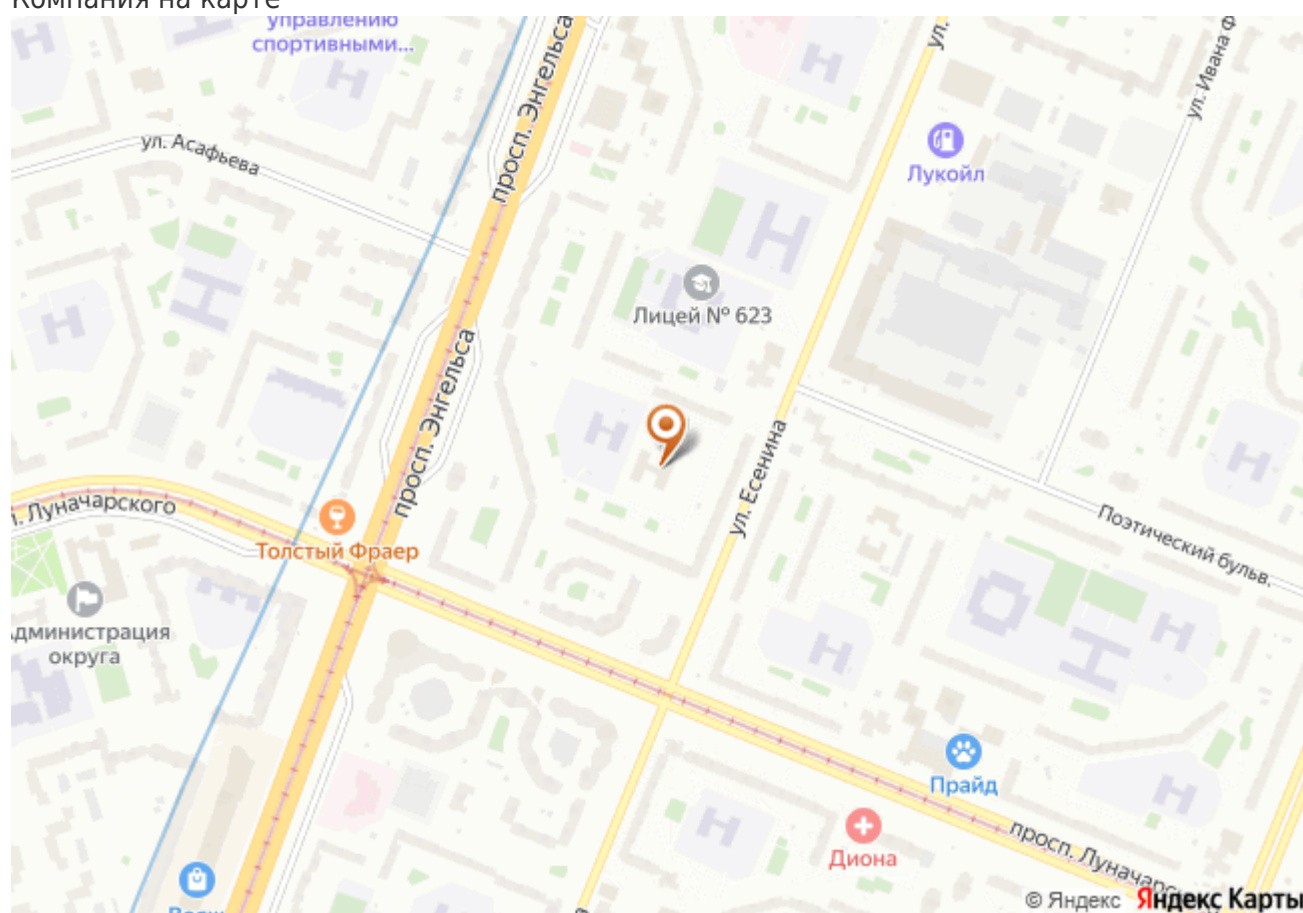 Компания на карте
управлению
спортивными...
просп. Энгельса
ул.
ул. Ивана Ф
ул. Асафьева
Лукойл
Лицей № 623
просп. Энгельса
ул. Есенина
. Луначарского
Толстый Фраер
Поэтический бульв.
дминистрация
округа
Прайд
Диона
просп. Луначарс
© Яндекс Яндекс Карты